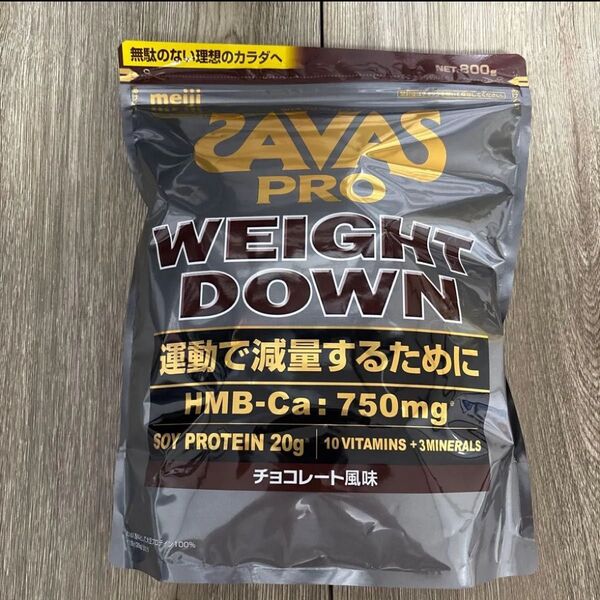 無駄のない理想のカラダへ
NET.800g
meiji
SAVAS
PRO
WEIGHT
DOWN
運動で減量するために
HMB-Ca:750mg*
SOY PROTEIN 20g* 10 VITAMINS + 3 MINERALS
チョコレート風味
100%